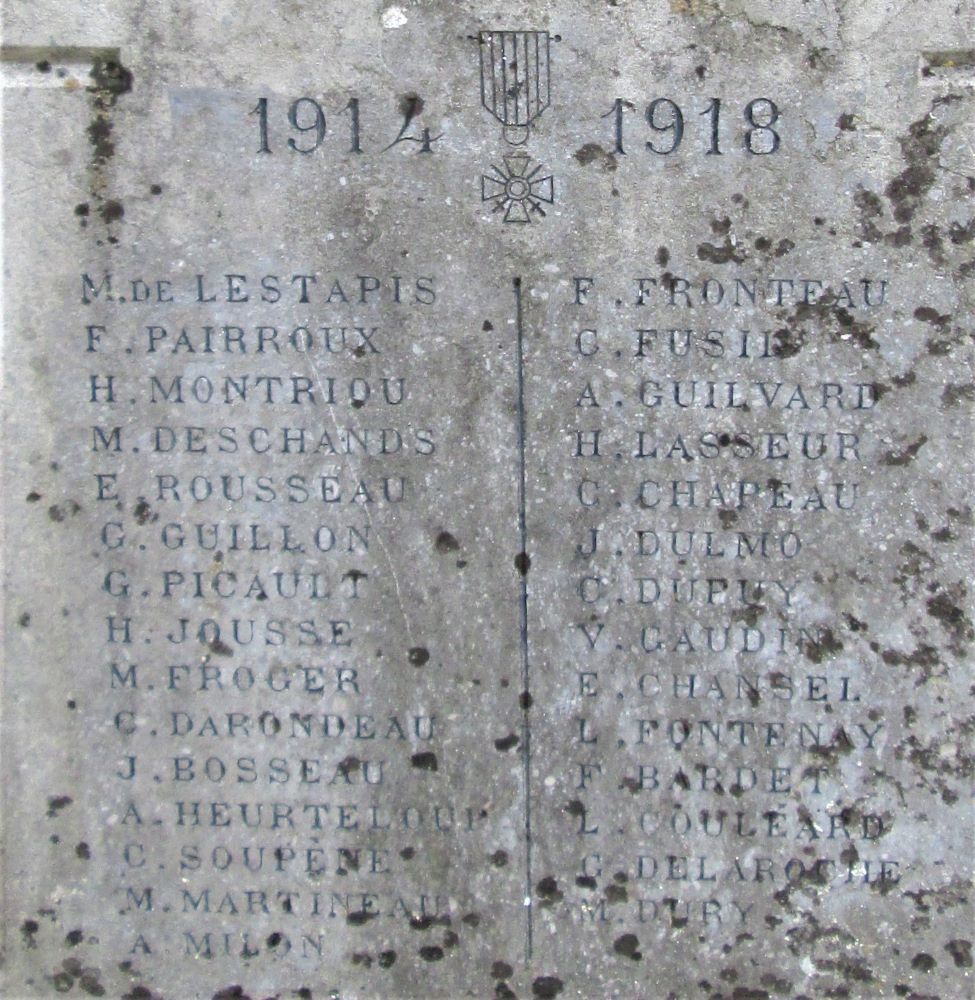 1914 1918
M. DE LESTAPIS
F. PAIRROUX
H. MONTRIOU
M. DESCHANDS
E. ROUSSEAU
G. GUILLON
G. PICAULT
H. JOUSSE
M. FROGER
C. DARONDEAU
J. BOSSEAU
A. HEURTELOUP
C. SOUPÈNE
M. MARTINEAU
A. MILON
F. FRONTEAU
C. FUSIL
A. GUILVARD
H. LASSEUR
C. CHAPEAU
J. DULMO
C. DUPUY
V. GAUDIN
E. CHANSEL
L. FONTENAY
F. BARDET
L. COULEARD
G. DELAROCHE
M. DURY